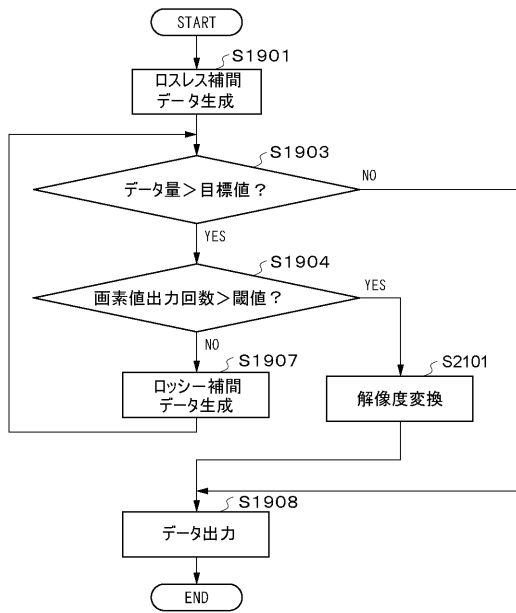 START
S1901
ロスレス補間
データ生成
S1903
データ量>目標値?
NO
YES
S1904
画素値出力回数>閾値?
YES
NO
S1907
ロッシー補間
データ生成
S2101
解像度変換
S1908
データ出力
END